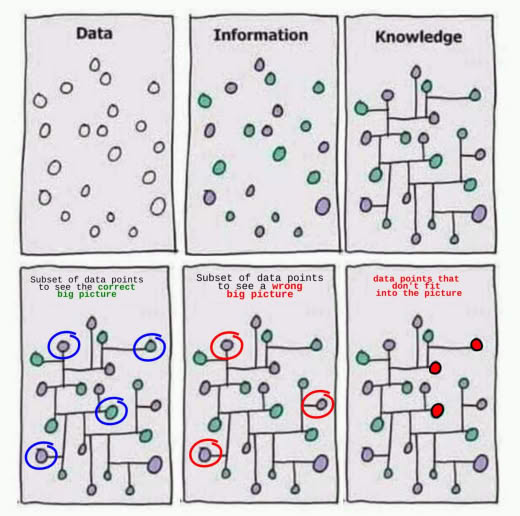 Data
Information
Knowledge
Subset of data points
to see the correct
big picture
Subset of data points
to see a wrong
big picture
data points that
don't fit
into the picture